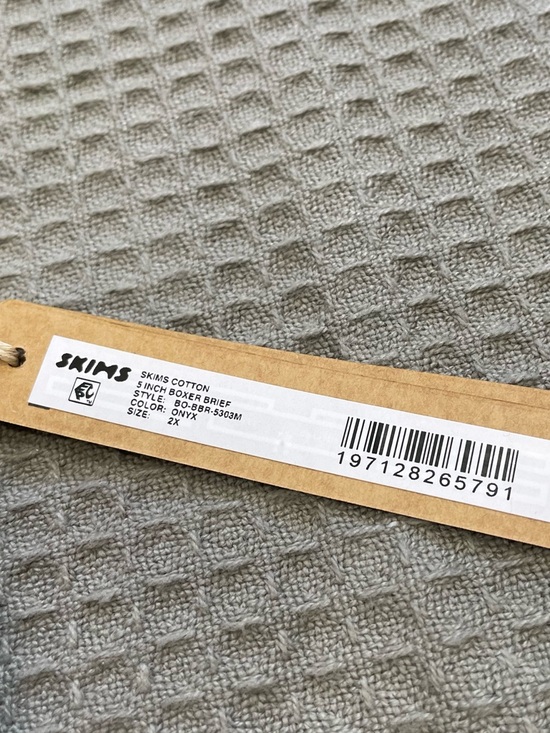 SKIMS
SKIMS COTTON
5 INCH BOXER BRIEF
STYLE: BO-BBR-5303M
COLOR: ONYX
SIZE: 2X
197128265791